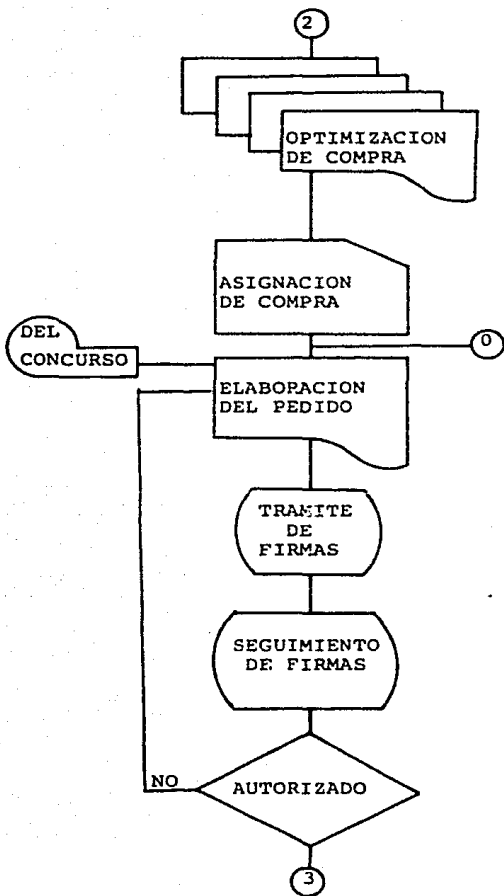 2
OPTIMIZACION
DE COMPRA
ASIGNACION
DE COMPRA
DEL
CONCURSO
0
ELABORACION
DEL PEDIDO
TRAMITE
DE
FIRMAS
SEGUIMIENTO
DE FIRMAS
NO
AUTORIZADO
3